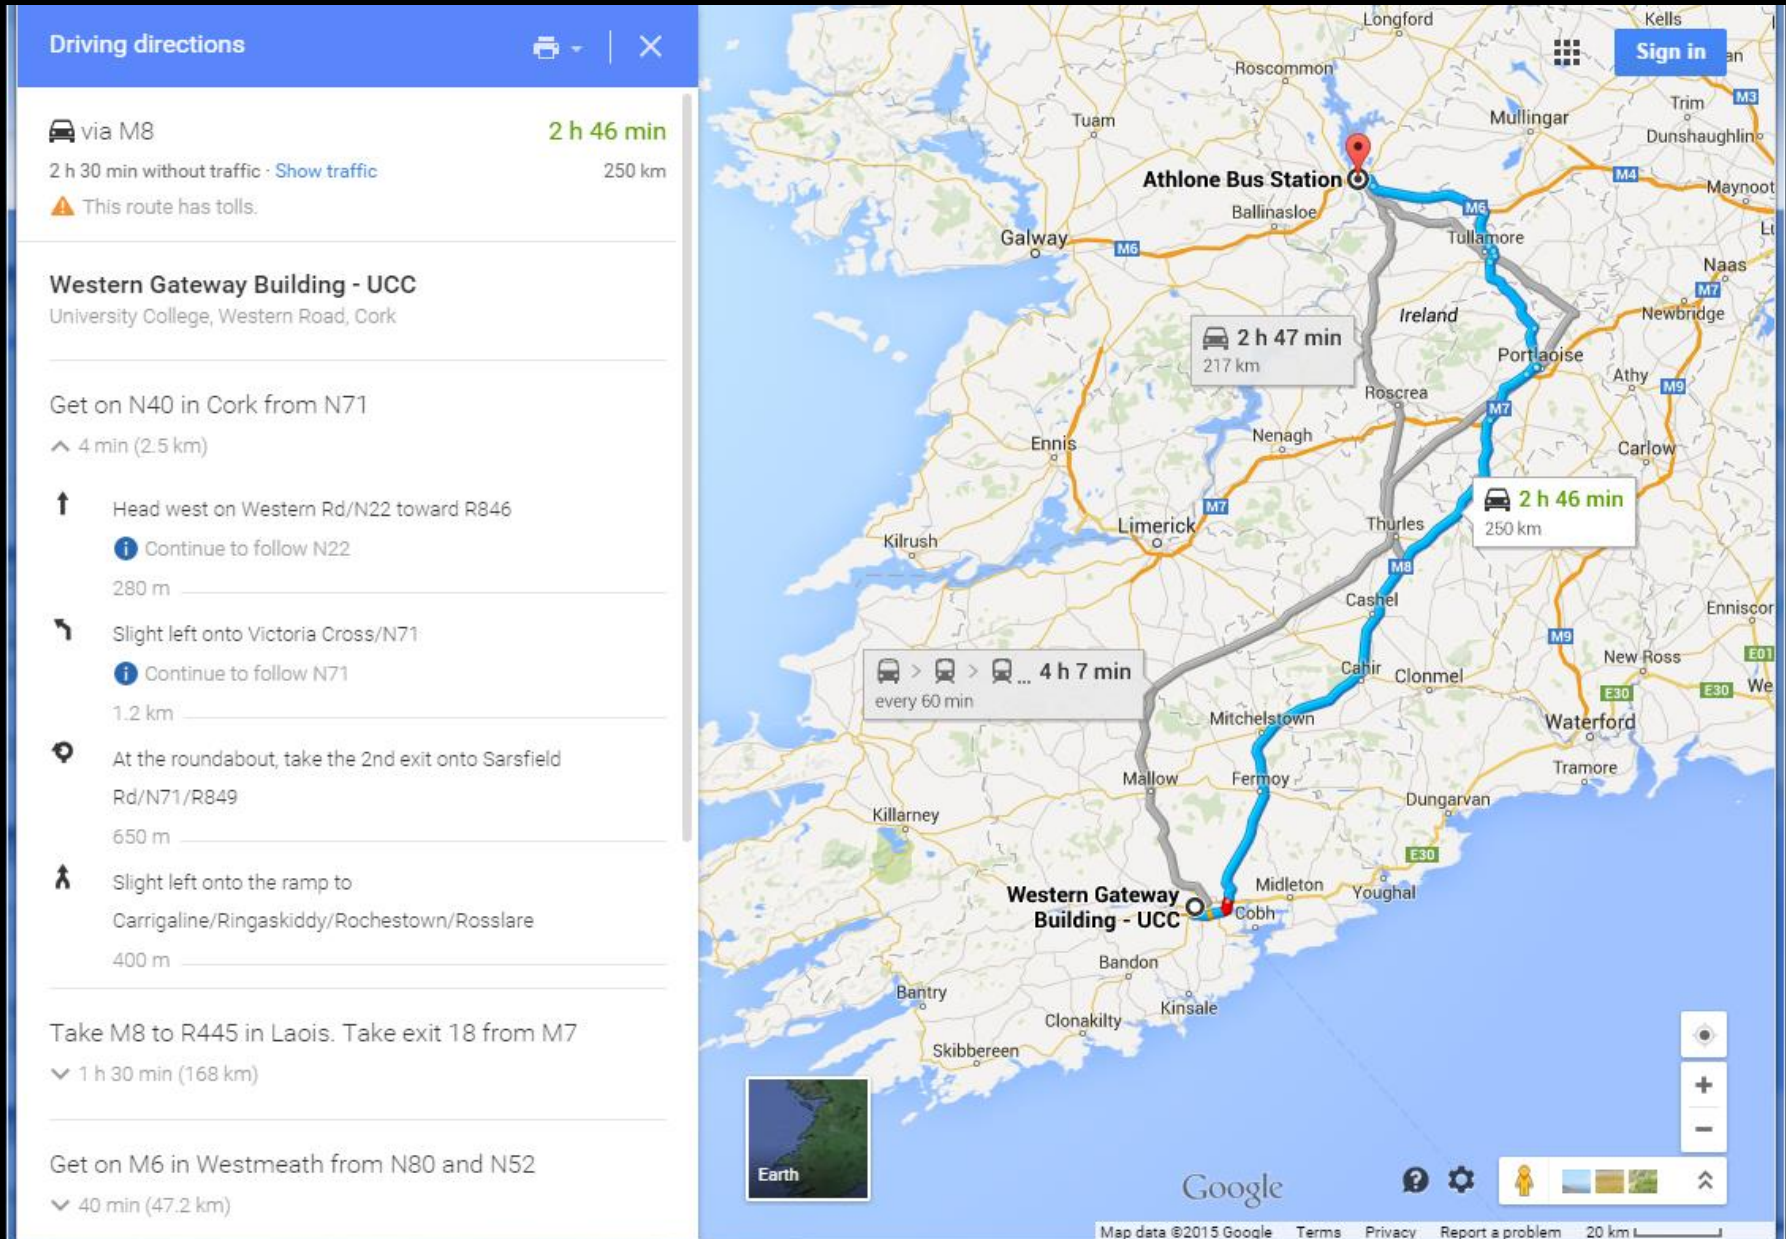 Driving directions
via M8
2 h 46 min
2 h 30 min without traffic · Show traffic
250 km
This route has tolls.
Western Gateway Building - UCC
University College, Western Road, Cork
Get on N40 in Cork from N71
4 min (2.5 km)
Head west on Western Rd/N22 toward R846
Continue to follow N22
280 m
Slight left onto Victoria Cross/N71
Continue to follow N71
1.2 km
At the roundabout, take the 2nd exit onto Sarsfield
Rd/N71/R849
650 m
Slight left onto the ramp to
Carrigaline/Ringaskiddy/Rochestown/Rosslare
400 m
Take M8 to R445 in Laois. Take exit 18 from M7
1 h 30 min (168 km)
Get on M6 in Westmeath from N80 and N52
40 min (47.2 km)
Longford
Kells
Sign in
an
Roscommon
Trim
M3
Tuam
Mullingar
Dunshaughlin
Athlone Bus Station
M4
Maynoot
Ballinasloe
M6
Galway
M6
Tullamore
Lu
Naas
M7
Ireland
Newbridge
2 h 47 min
217 km
Portlaoise
Athy
M9
Roscrea
M7
Nenagh
Ennis
Carlow
2 h 46 min
250 km
M7
Limerick
Thurles
Kilrush
M8
Cashel
Enniscor
M9
Cahir
New Ross
E01
Clonmel
4 h 7 min
every 60 min
E30
E30
We
Mitchelstown
Waterford
Mallow
Fermoy
Tramore
Dungarvan
Killarney
E30
Western Gateway
Building - UCC
Midleton
Youghal
Cobh
Bandon
Bantry
Kinsale
Clonakilty
Skibbereen
Earth
Google
Map data ©2015 Google
Terms
Privacy
Report a problem
20 km